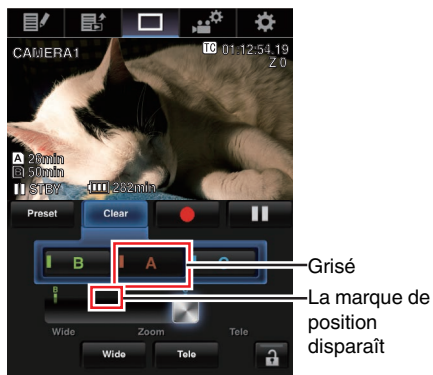 CAMERA1
TC 01:12:54.19
Z 0
A 26min
B 50min
STBY 282min
Preset Clear
B A C
Grisé
B
La marque de
position
disparaît
Wide Zoom Tele
Wide Tele